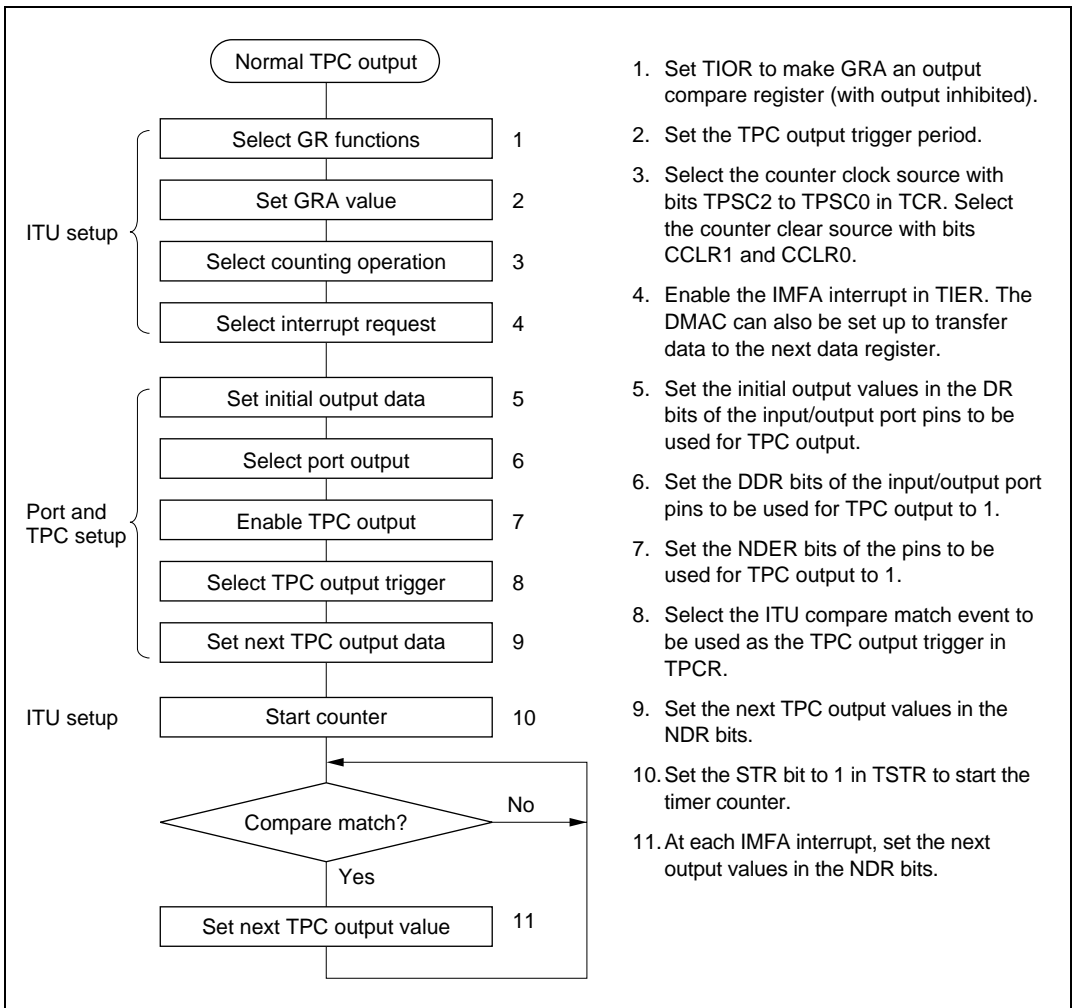 Normal TPC output
ITU setup
Select GR functions 1
Set GRA value 2
Select counting operation 3
Select interrupt request 4
Port and
TPC setup
Set initial output data 5
Select port output 6
Enable TPC output 7
Select TPC output trigger 8
Set next TPC output data 9
ITU setup
Start counter 10
Compare match?
No
Yes
Set next TPC output value 11
1. Set TIOR to make GRA an output
compare register (with output inhibited).
2. Set the TPC output trigger period.
3. Select the counter clock source with
bits TPSC2 to TPSC0 in TCR. Select
the counter clear source with bits
CCLR1 and CCLR0.
4. Enable the IMFA interrupt in TIER. The
DMAC can also be set up to transfer
data to the next data register.
5. Set the initial output values in the DR
bits of the input/output port pins to be
used for TPC output.
6. Set the DDR bits of the input/output port
pins to be used for TPC output to 1.
7. Set the NDER bits of the pins to be
used for TPC output to 1.
8. Select the ITU compare match event to
be used as the TPC output trigger in
TPCR.
9. Set the next TPC output values in the
NDR bits.
10. Set the STR bit to 1 in TSTR to start the
timer counter.
11. At each IMFA interrupt, set the next
output values in the NDR bits.